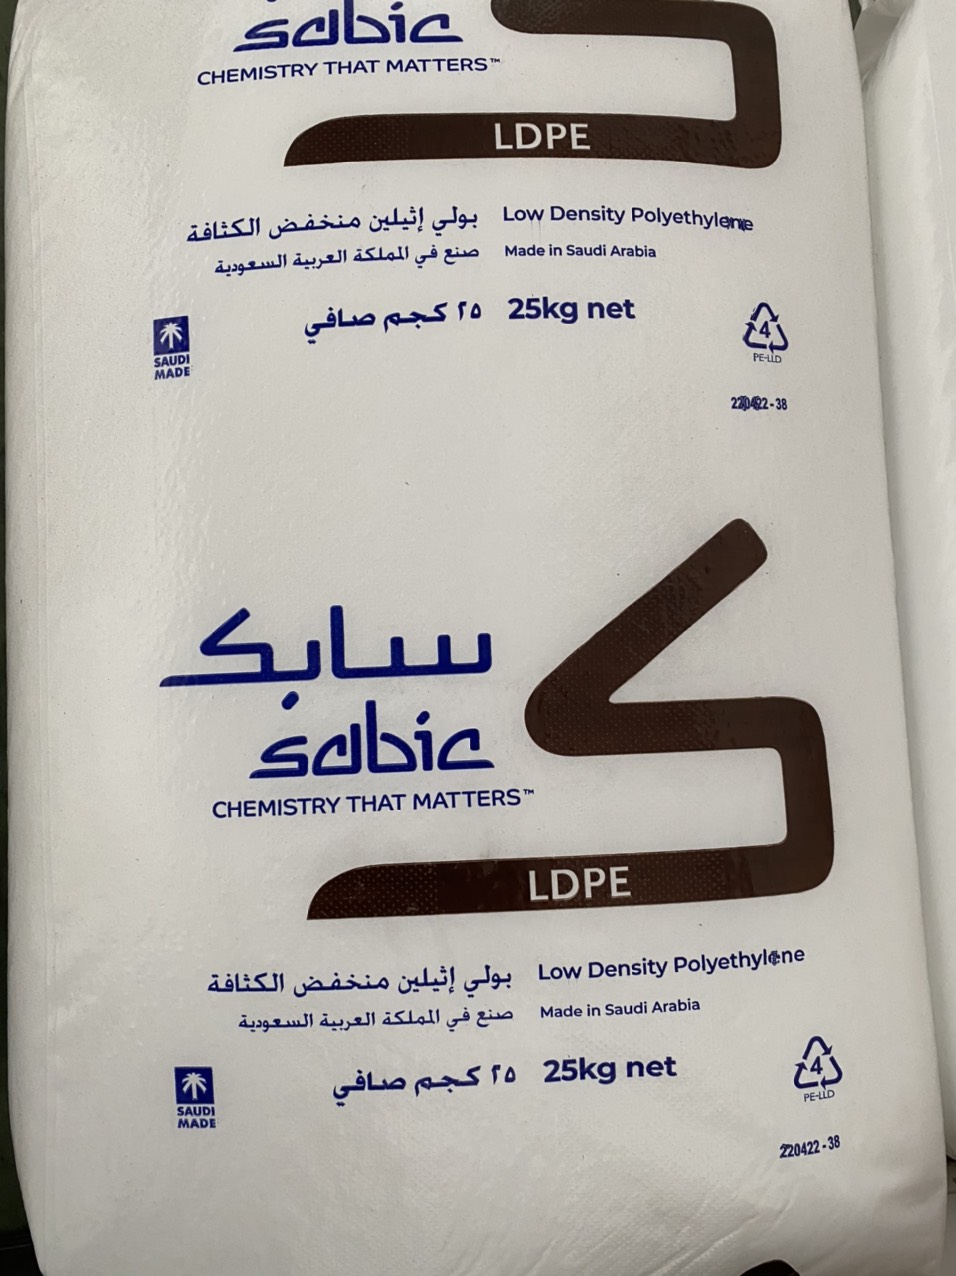 sabic
CHEMISTRY THAT MATTERS™
LDPE
بولي إثيلين منخفض الكثافة Low Density Polyethylene
صنع في المملكة العربية السعودية Made in Saudi Arabia
٢٥ كجم صافي 25kg net
SAUDI
MADE
4
PE-LLD
220422-38
سابك
sabic
CHEMISTRY THAT MATTERS™
LDPE
بولي إثيلين منخفض الكثافة Low Density Polyethylene
صنع في المملكة العربية السعودية Made in Saudi Arabia
٢٥ كجم صافي 25kg net
SAUDI
MADE
4
PE-LLD
220422-38